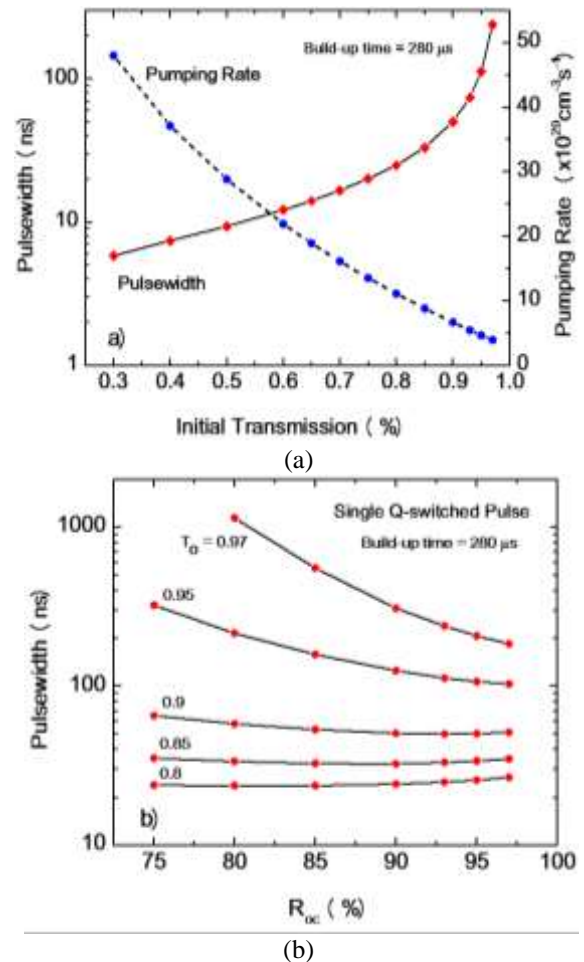 a)
Build-up time = 280 μs
Pumping Rate
Pulsewidth
Pulsewidth ( ns)
100
10
1
Pumping Rate ( x10²⁹cm⁻³s⁻¹)
50
40
30
20
10
0
0.3 0.4 0.5 0.6 0.7 0.8 0.9 1.0
Initial Transmission ( %)
(a)
Single Q-switched Pulse
Build-up time = 280 μs
T₀ = 0.97
0.95
0.9
0.85
0.8
b)
Pulsewidth ( ns)
1000
100
10
75 80 85 90 95 100
R_oc ( %)
(b)